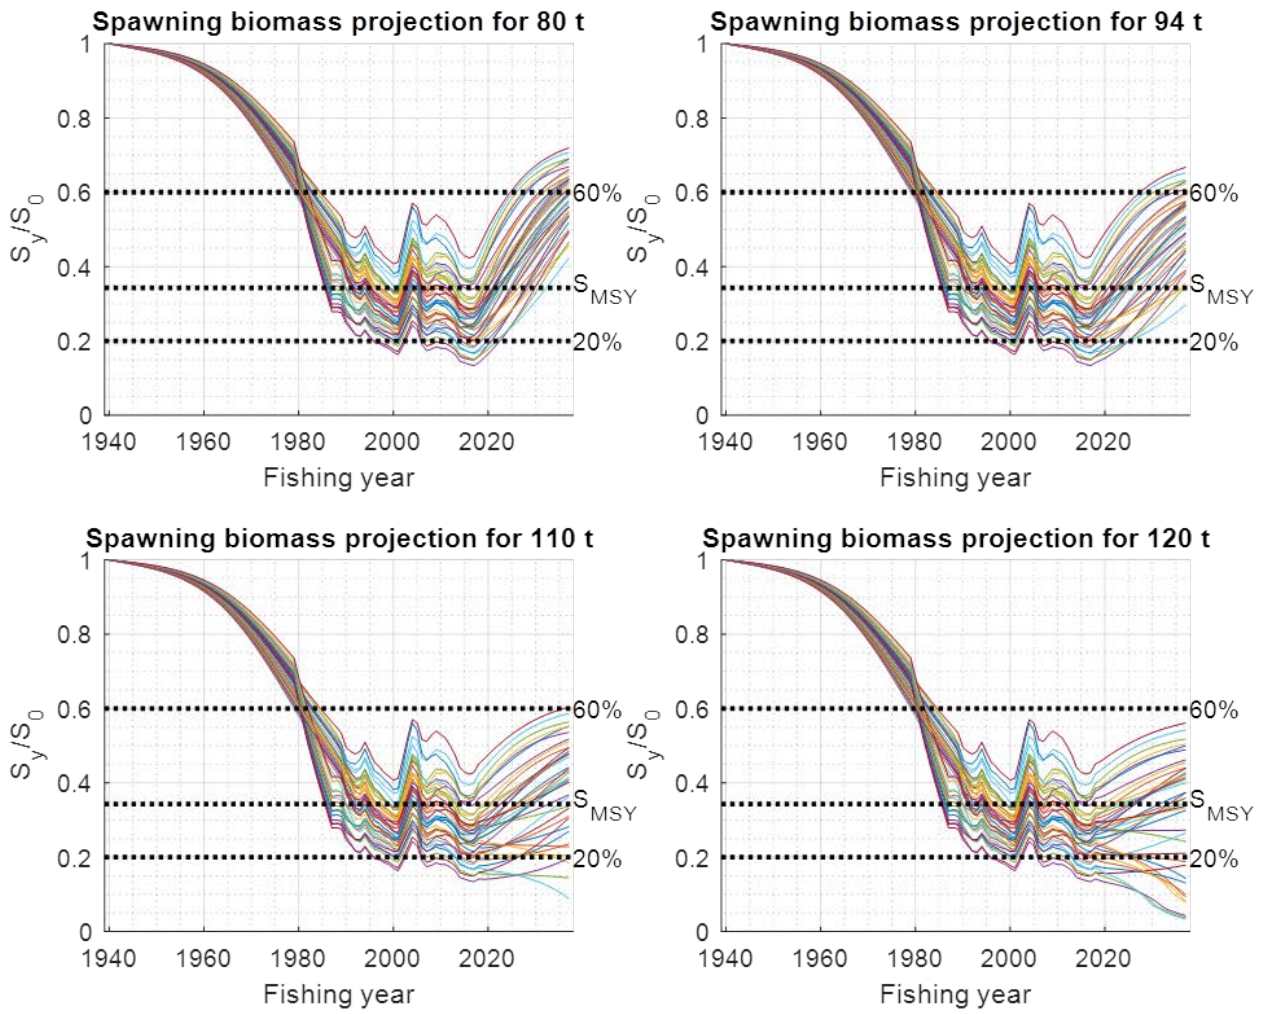 Spawning biomass projection for 80 t
1
0.8
0.6
0.4
0.2
0
S_y/S_0
60%
S_MSY
20%
1940 1960 1980 2000 2020
Fishing year
Spawning biomass projection for 94 t
1
0.8
0.6
0.4
0.2
0
S_y/S_0
60%
S_MSY
20%
1940 1960 1980 2000 2020
Fishing year
Spawning biomass projection for 110 t
1
0.8
0.6
0.4
0.2
0
S_y/S_0
60%
S_MSY
20%
1940 1960 1980 2000 2020
Fishing year
Spawning biomass projection for 120 t
1
0.8
0.6
0.4
0.2
0
S_y/S_0
60%
S_MSY
20%
1940 1960 1980 2000 2020
Fishing year